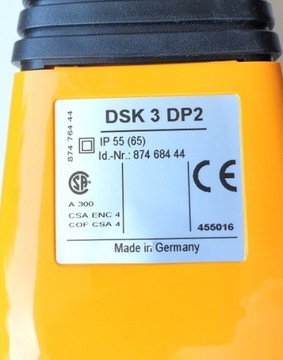 DSK 3 DP2
IP 55 (65)
Id.-Nr.: 874 684 44
874 764 44
CE
A 300
CSA ENC 4
COF CSA 4
455016
Made in Germany